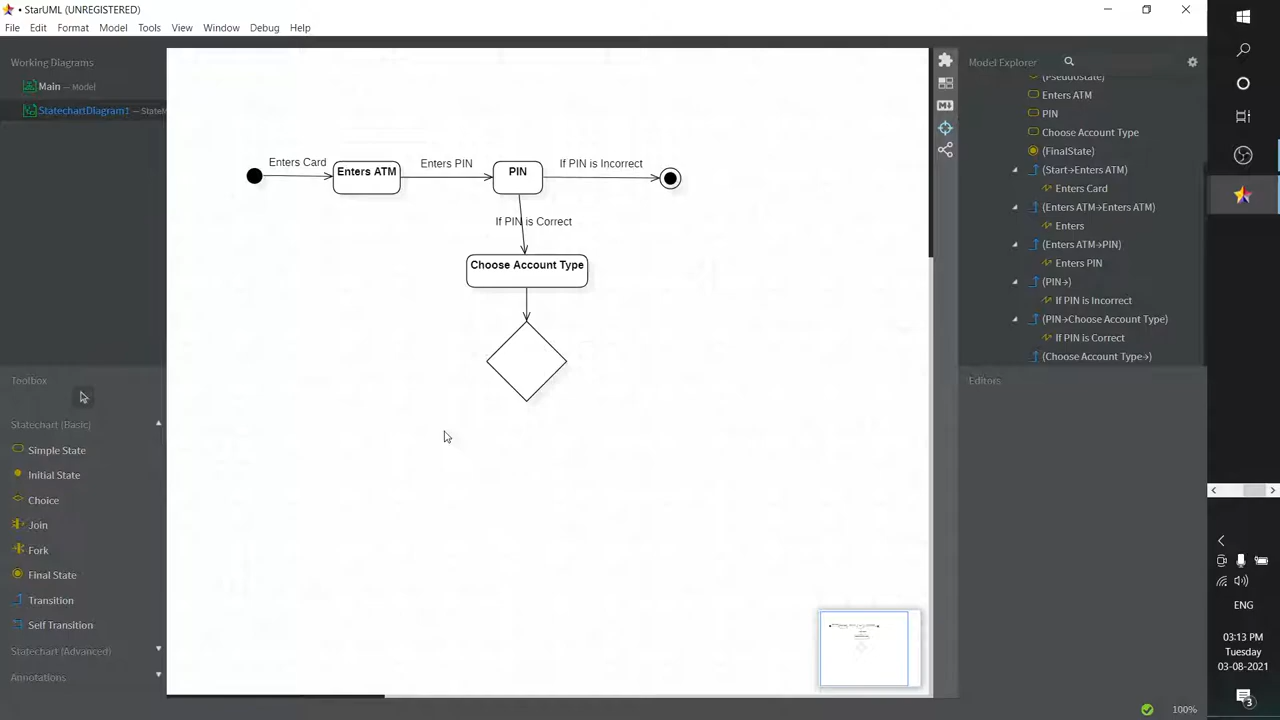 • StarUML (UNREGISTERED)
File Edit Format Model Tools View Window Debug Help
Working Diagrams
Main — Model
StatechartDiagram1 — StateM
Toolbox
Statechart (Basic)
Simple State
Initial State
Choice
Join
Fork
Final State
Transition
Self Transition
Statechart (Advanced)
Annotations
Enters Card
Enters ATM
Enters PIN
PIN
If PIN is Incorrect
If PIN is Correct
Choose Account Type
M↓
Model Explorer
(Pseudostate)
Enters ATM
PIN
Choose Account Type
(FinalState)
(Start→Enters ATM)
Enters Card
(Enters ATM→Enters ATM)
Enters
(Enters ATM→PIN)
Enters PIN
(PIN→)
If PIN is Incorrect
(PIN→Choose Account Type)
If PIN is Correct
(Choose Account Type→)
Editors
100%
ENG
03:13 PM
Tuesday
03-08-2021
3